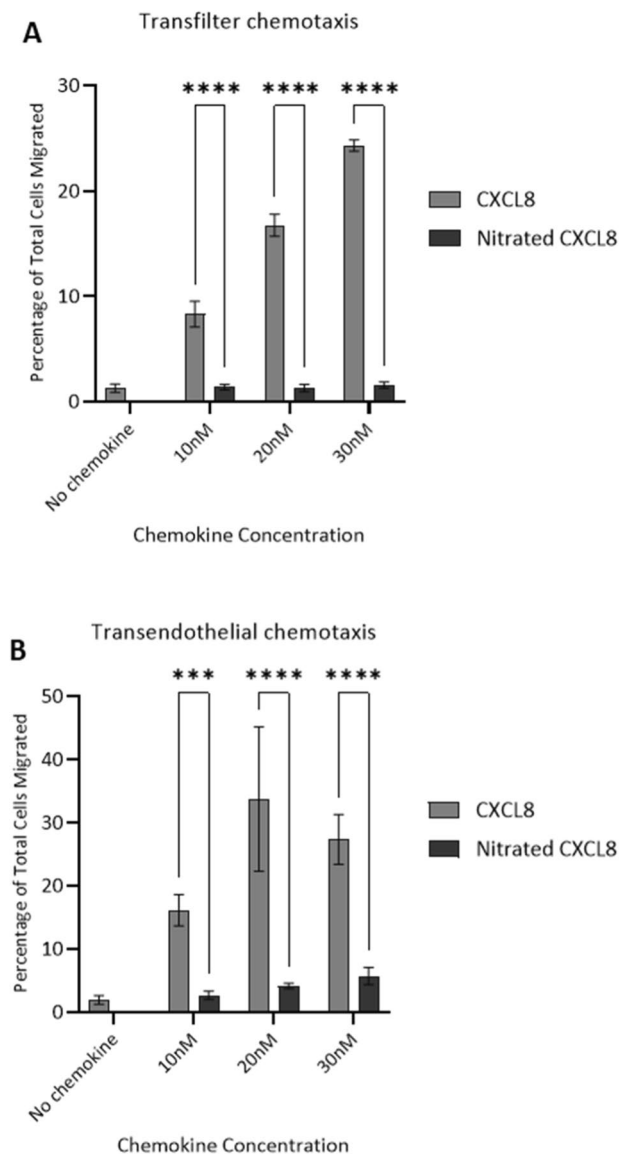 A
Transfilter chemotaxis
**** **** ****
30
20
10
0
Percentage of Total Cells Migrated
CXCL8
Nitrated CXCL8
No chemokine
10nM
20nM
30nM
Chemokine Concentration
B
Transendothelial chemotaxis
*** **** ****
50
40
30
20
10
0
Percentage of Total Cells Migrated
CXCL8
Nitrated CXCL8
No chemokine
10nM
20nM
30nM
Chemokine Concentration